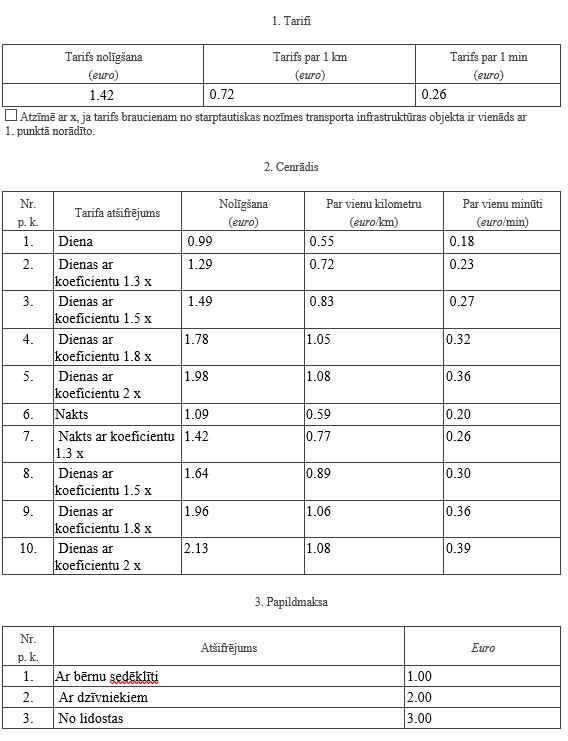 1. Tarifi
Tarifs nolīgšana Tarifs par 1 km Tarifs par 1 min
(euro) (euro) (euro)
1.42 0.72 0.26
Atzīmē ar x, ja tarifs braucienam no starptautiskas nozīmes transporta infrastruktūras objekta ir vienāds ar
1. punktā norādīto.
2. Cenrādis
Nr. Nolīgšana Par vienu kilometru Par vienu minūti
p. k. Tarifa atšifrējums (euro) (euro/km) (euro/min)
1. Diena 0.99 0.55 0.18
2. Dienas ar 1.29 0.72 0.23
koeficientu 1.3 x
3. Dienas ar 1.49 0.83 0.27
koeficientu 1.5 x
4. Dienas ar 1.78 1.05 0.32
koeficientu 1.8 x
5. Dienas ar 1.98 1.08 0.36
koeficientu 2 x
6. Nakts 1.09 0.59 0.20
7. Nakts ar koeficientu 1.42 0.77 0.26
1.3 x
8. Dienas ar 1.64 0.89 0.30
koeficientu 1.5 x
9. Dienas ar 1.96 1.06 0.36
koeficientu 1.8 x
10. Dienas ar 2.13 1.08 0.39
koeficientu 2 x
3. Papildmaksa
Nr.
p. k. Atšifrējums Euro
1. Ar bērnu sedēklīti 1.00
2. Ar dzīvniekiem 2.00
3. No lidostas 3.00